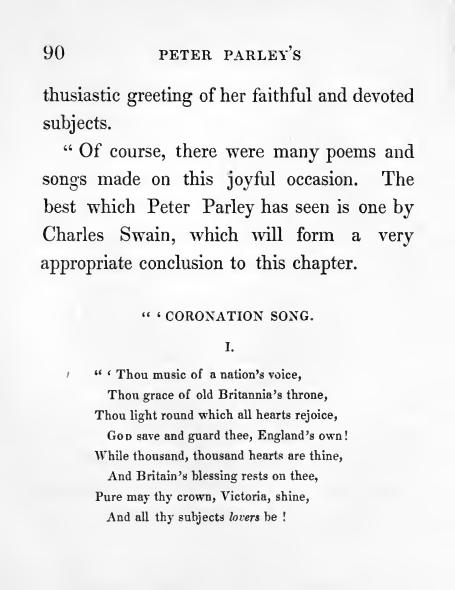 90 PETER PARLEY'S
thusiastic greeting of her faithful and devoted
subjects.
“ Of course, there were many poems and
songs made on this joyful occasion. The
best which Peter Parley has seen is one by
Charles Swain, which will form a very
appropriate conclusion to this chapter.
“ ‘ CORONATION SONG.
I.
“ ‘ Thou music of a nation's voice,
Thou grace of old Britannia's throne,
Thou light round which all hearts rejoice,
GOD save and guard thee, England's own!
While thousand, thousand hearts are thine,
And Britain's blessing rests on thee,
Pure may thy crown, Victoria, shine,
And all thy subjects lovers be !